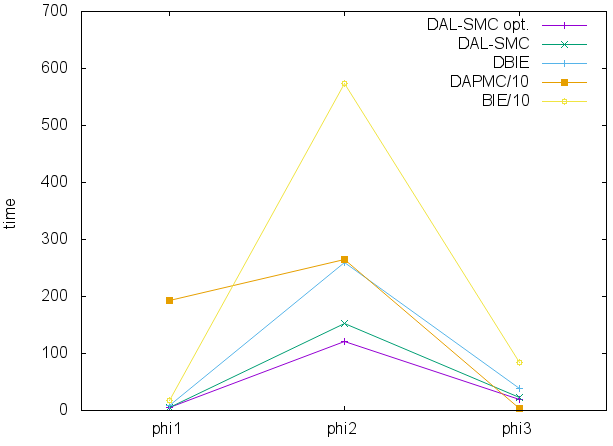 700
600
500
400
300
200
100
0
time
DAL-SMC opt.
DAL-SMC
DBIE
DAPMC/10
BIE/10
phi1 phi2 phi3